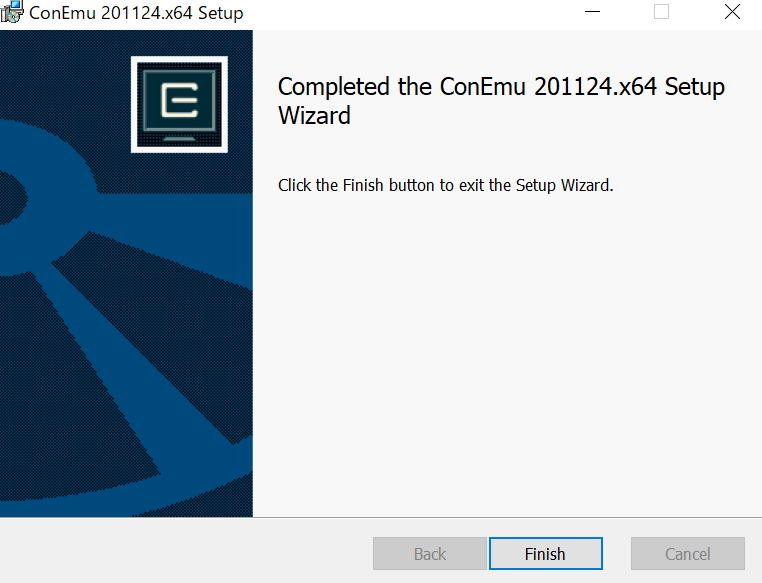 ConEmu 201124.x64 Setup
Completed the ConEmu 201124.x64 Setup
Wizard
Click the Finish button to exit the Setup Wizard.
Back
Finish
Cancel